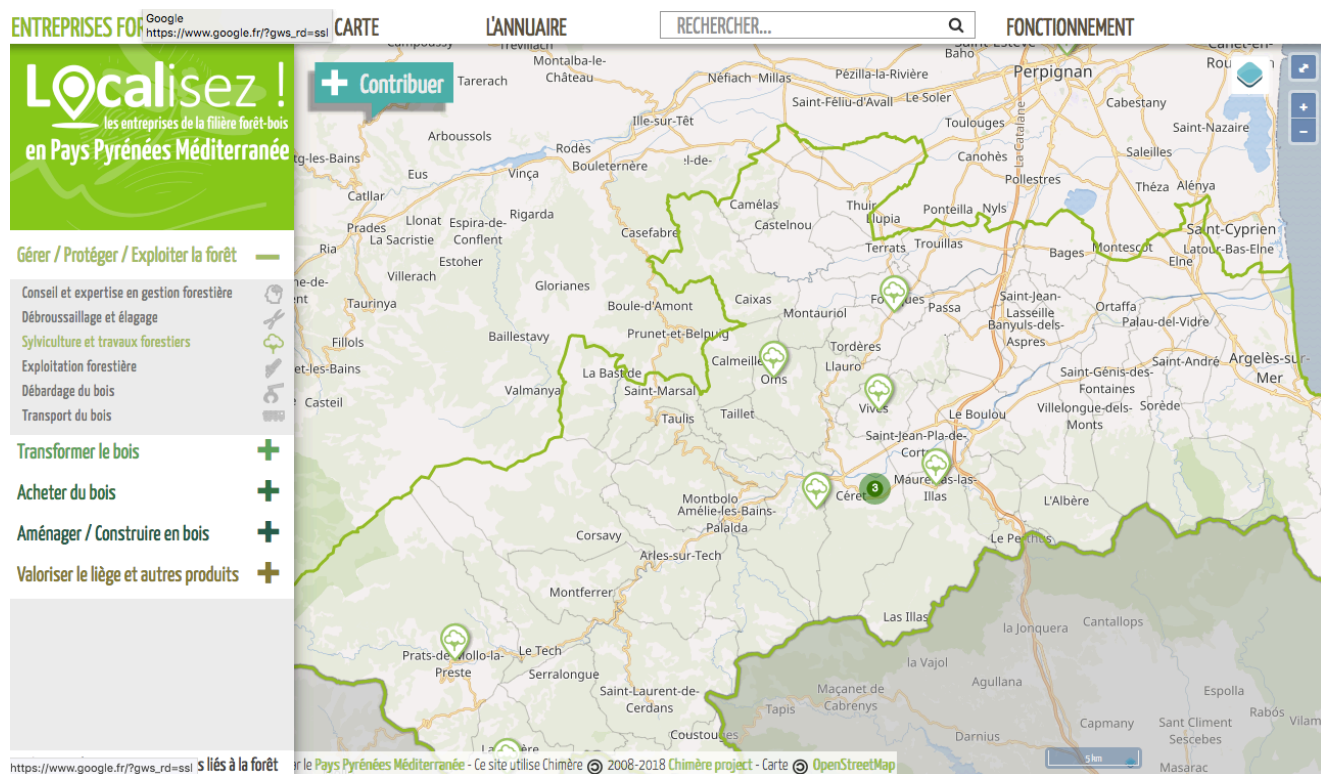 ENTREPRISES
Google
https://www.google.fr/?gws_rd=ssl
CARTE
L'ANNUAIRE
RECHERCHER...
FONCTIONNEMENT
Localisez !
les entreprises de la filière forêt-bois
en Pays Pyrénées Méditerranée
Gérer / Protéger / Exploiter la forêt
Conseil et expertise en gestion forestière
Débroussaillage et élagage
Sylviculture et travaux forestiers
Exploitation forestière
Débardage du bois
Transport du bois
Transformer le bois
Acheter du bois
Aménager / Construire en bois
Valoriser le liège et autres produits
https://www.google.fr/?gws_rd=ssl
s liés à la forêt
+ Contribuer
Trévillach
Montalba-le-
Château
Tarerach
Néfiach
Millas
Pézilla-la-Rivière
Baho
Perpignan
Saint-Féliu-d'Avall
Le Soler
Cabestany
Toulouges
La Catalane
Saint-Nazaire
Ille-sur-Têt
Arboussols
Rodès
Bouleternère
Vinça
Eus
Canohès
Saleilles
Pollestres
Théza
Alénya
Catllar
Camélas
Thuir
Llupia
Ponteilla
Nyls
Castelnou
Prades
Llonat
Espira-de-
Conflent
Rigarda
La Sacristie
Casefabre
Terrats
Trouillas
Saint-Cyprien
Bages
Montescot
Latour-Bas-Elne
Elne
Ria
Estoher
Villerach
Glorianes
Taurinya
Boule-d'Amont
Caixas
Montauriol
Passa
Saint-Jean-
Lasseille
Ortaffa
Banyuls-dels-
Aspres
Palau-del-Vidre
Fillols
Baillestavy
Prunet-et-Belpuig
Tordères
Calmeilles
Llauro
Oms
Saint-André
Argelès-sur-
Mer
La Bastide
Saint-Génis-des-
Fontaines
Valmanya
Saint-Marsal
Casteil
Taulis
Taillet
Vivès
Le Boulou
Villelongue-dels-
Monts
Sorède
Saint-Jean-Pla-de-
Corts
Maureillas-las-
Illas
Céret
3
L'Albère
Montbolo
Amélie-les-Bains-
Palalda
Corsavy
Le Perthus
Arles-sur-Tech
Montferrer
Las Illas
la Jonquera
Cantallops
Prats-de-Mollo-la-
Preste
Le Tech
Serralongue
la Vajol
Agullana
Saint-Laurent-de-
Cerdans
Maçanet de
Cabrenys
Tapis
Espolla
Rabós
Capmany
Sant Climent
Sescebes
Coustouges
Darnius
Masarac
5 km
Pays Pyrénées Méditerranée - Ce site utilise Chimère 2008-2018 Chimère project - Carte OpenStreetMap